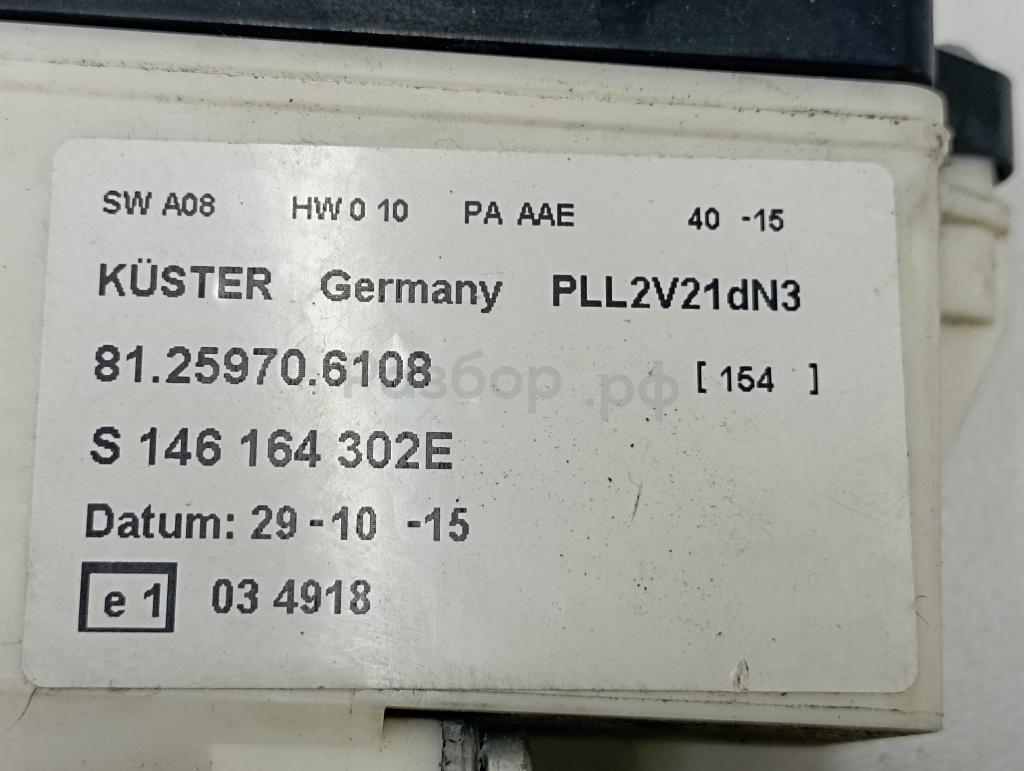 SW A08 HW 0 10 PA AAE 40 -15
KÜSTER Germany PLL2V21dN3
81.25970.6108 [ 154 ]
Разбор.рф
S 146 164 302E
Datum: 29 -10 -15
e 1 03 4918